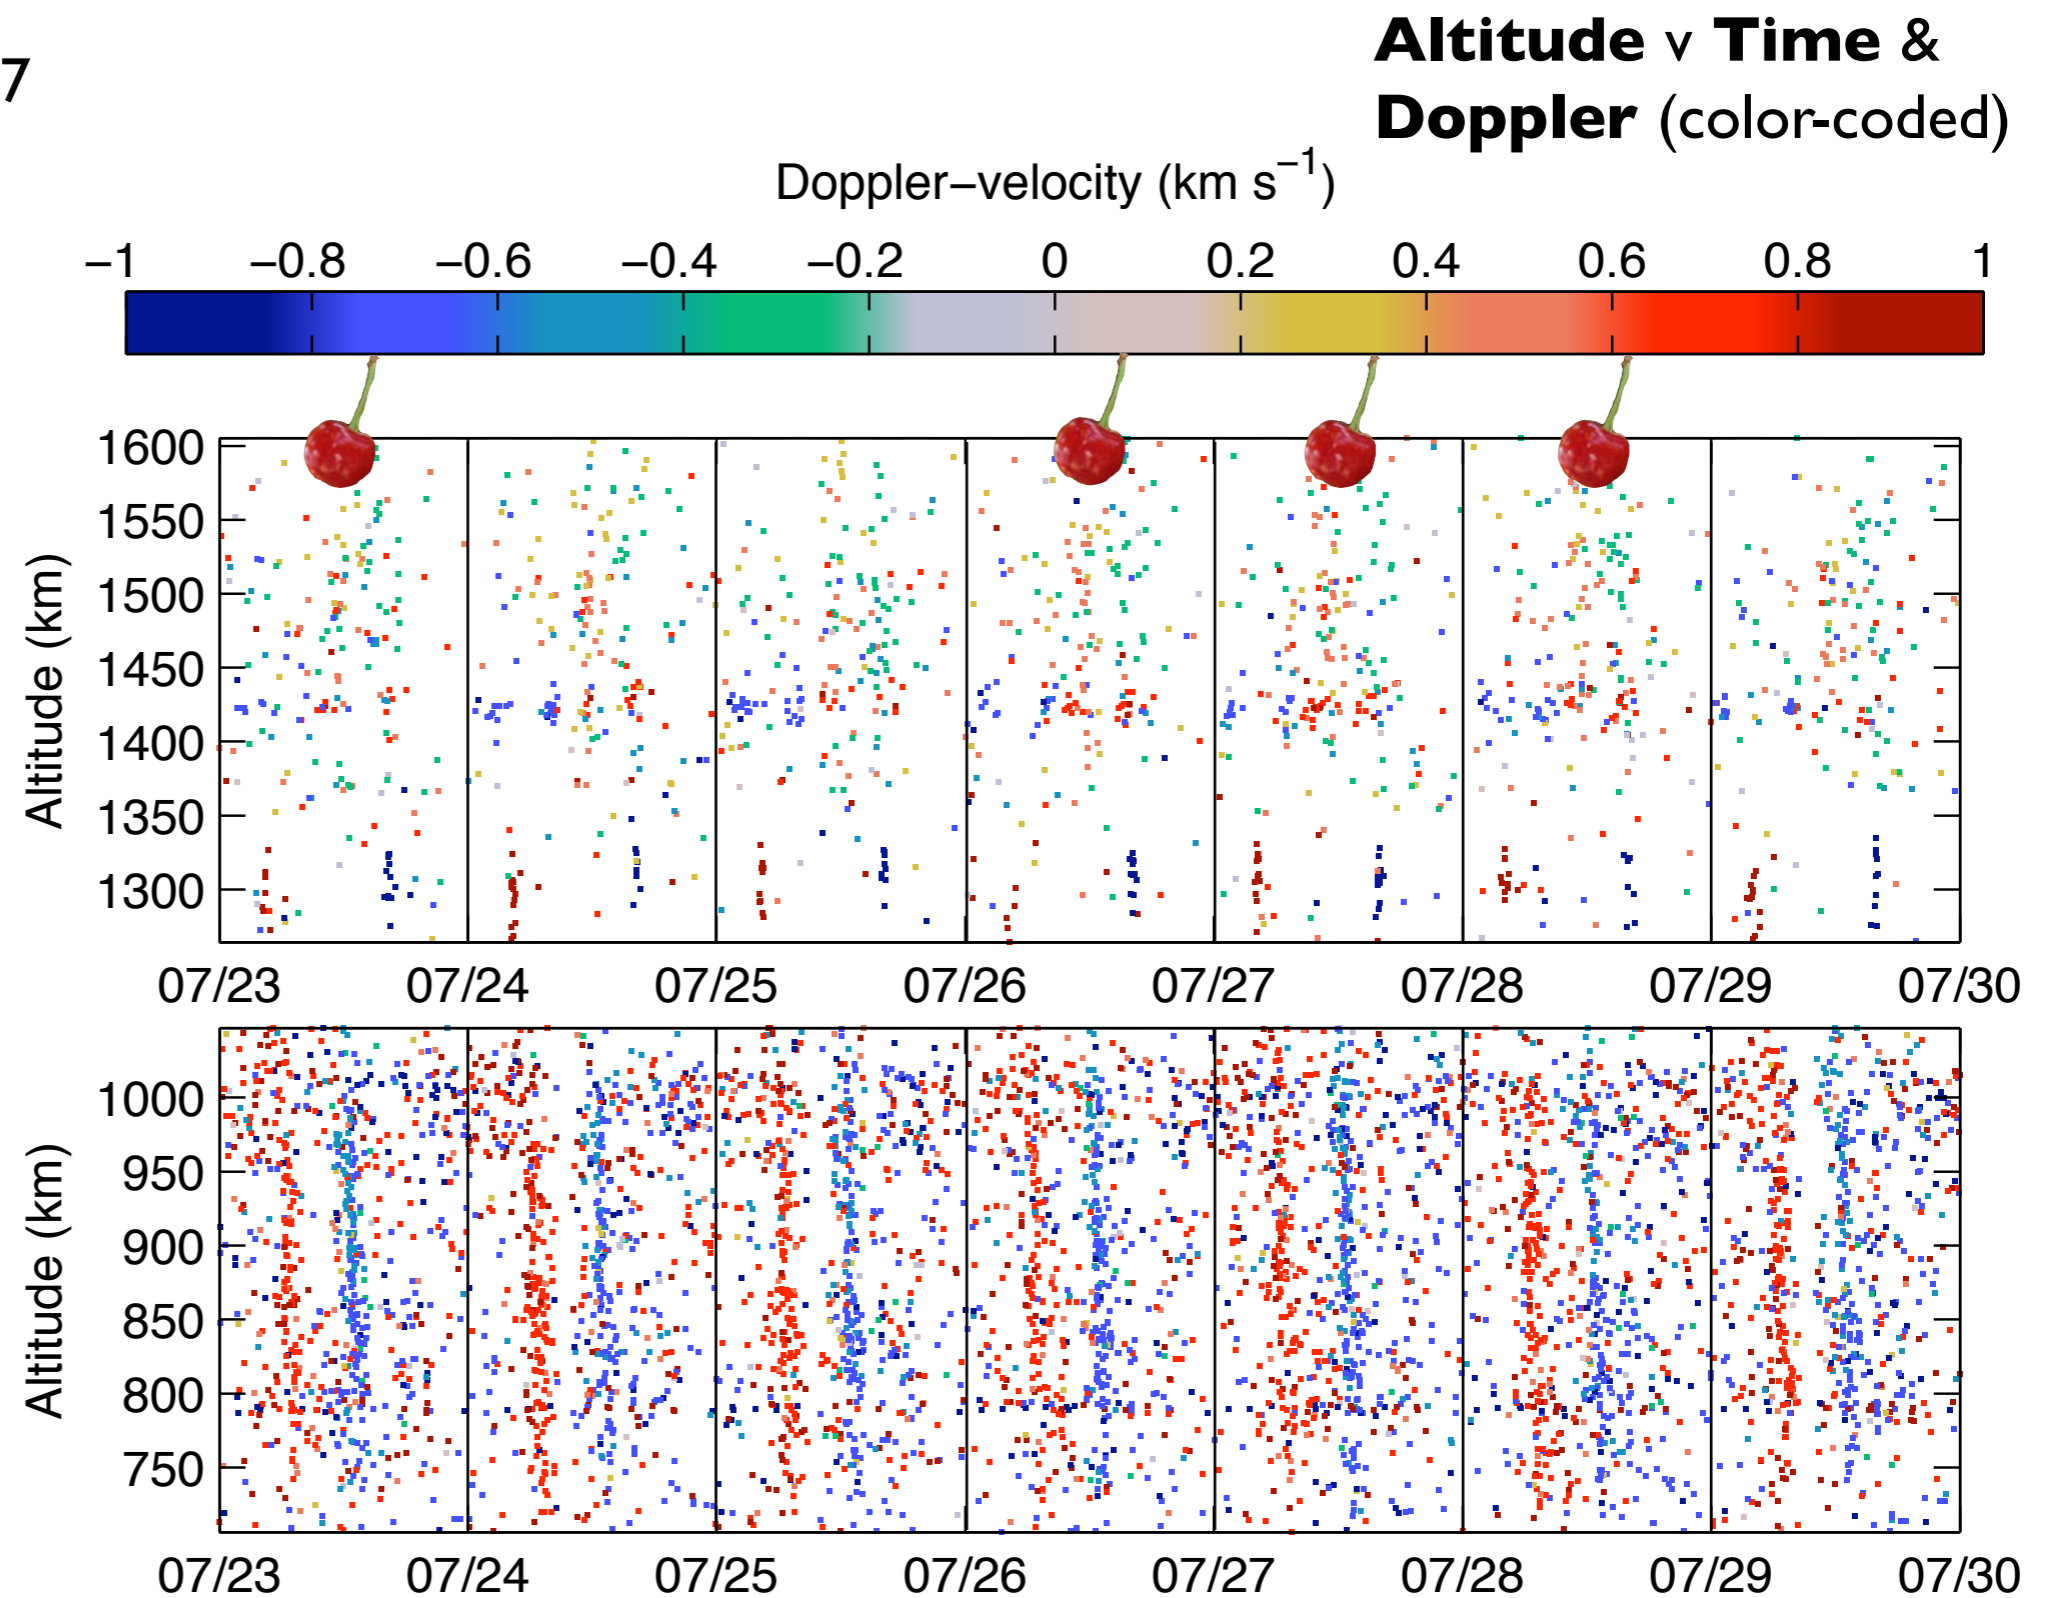 7
Altitude v Time &
Doppler (color-coded)
Doppler−velocity (km s−1)
−1 −0.8 −0.6 −0.4 −0.2 0 0.2 0.4 0.6 0.8 1
Altitude (km)
1600
1550
1500
1450
1400
1350
1300
07/23 07/24 07/25 07/26 07/27 07/28 07/29 07/30
Altitude (km)
1000
950
900
850
800
750
07/23 07/24 07/25 07/26 07/27 07/28 07/29 07/30